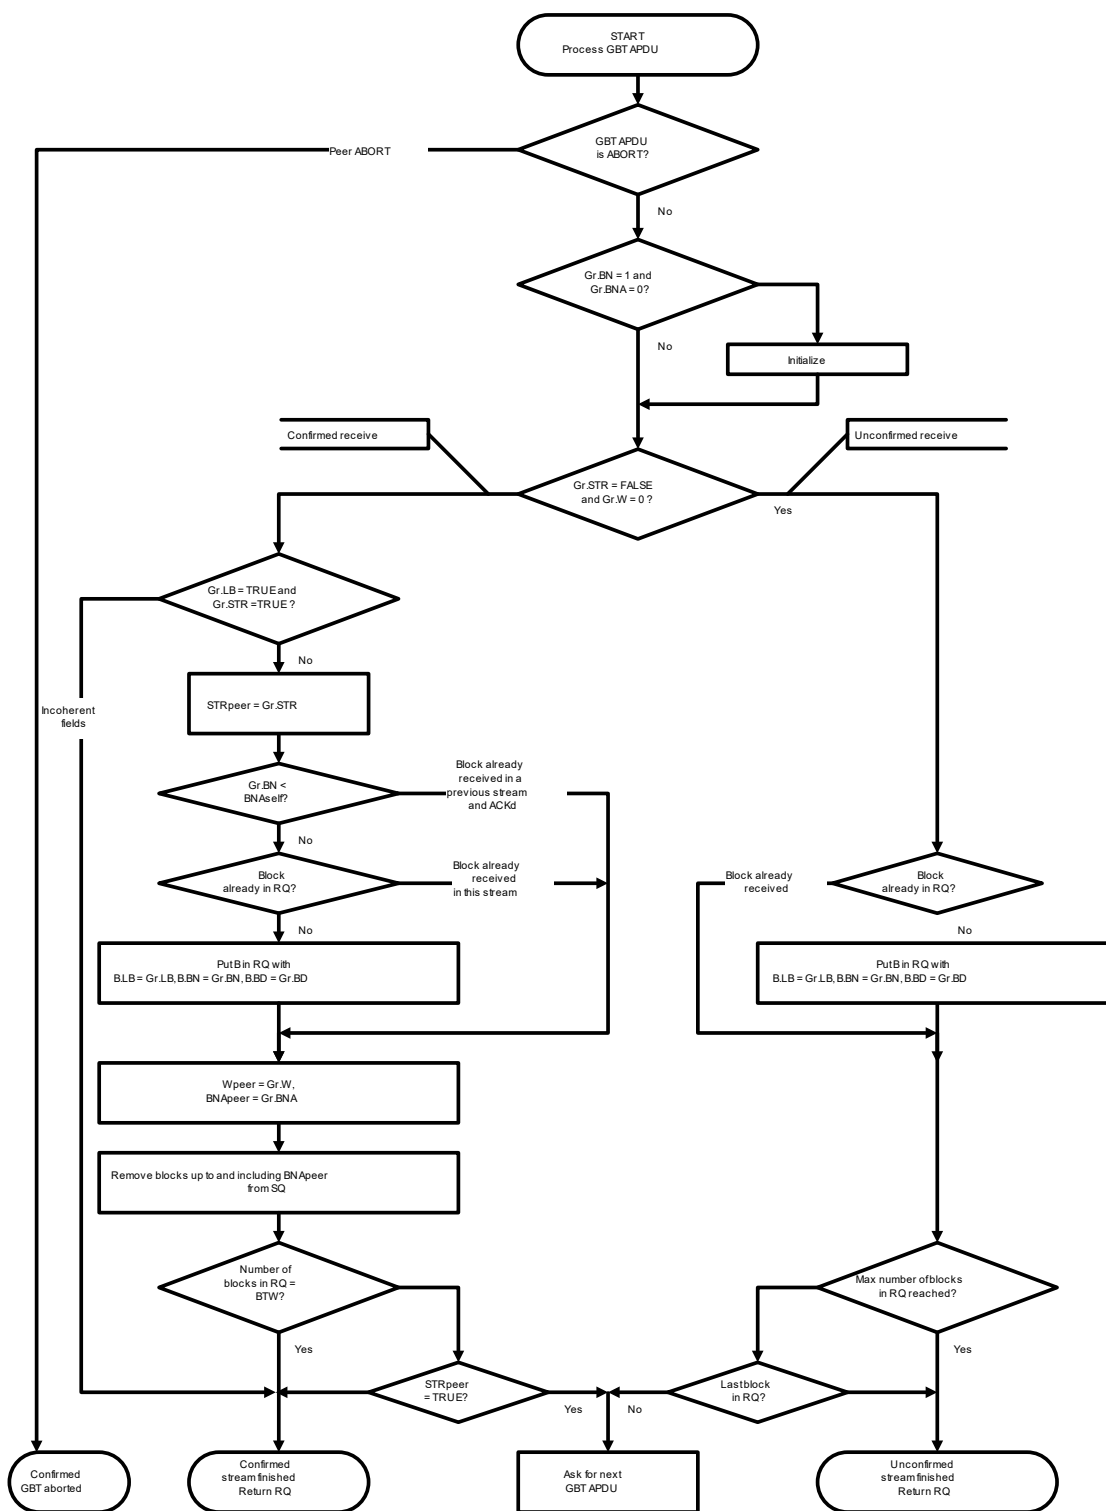 START
Process GBT APDU
GBT APDU
is ABORT?
Peer ABORT
No
Gr.BN = 1 and
Gr.BNA = 0?
No
Initialize
Confirmed receive
Unconfirmed receive
Gr.STR = FALSE
and Gr.W = 0 ?
Yes
Gr.LB = TRUE and
Gr.STR =TRUE ?
No
Incoherent
fields
STRpeer = Gr.STR
Gr.BN <
BNAself?
Block already
received in a
previous stream
and ACKd
No
Block
already in RQ?
Block already
received
in this stream
Block already
received
Block
already in RQ?
No
No
Put B in RQ with
B.LB = Gr.LB, B.BN = Gr.BN, B.BD = Gr.BD
Put B in RQ with
B.LB = Gr.LB, B.BN = Gr.BN, B.BD = Gr.BD
Wpeer = Gr.W,
BNApeer = Gr.BNA
Remove blocks up to and including BNApeer
from SQ
Number of
blocks in RQ =
BTW?
Max number of blocks
in RQ reached?
Yes
Yes
STRpeer
= TRUE?
Yes
No
Last block
in RQ?
Confirmed
GBT aborted
Confirmed
stream finished
Return RQ
Ask for next
GBT APDU
Unconfirmed
stream finished
Return RQ